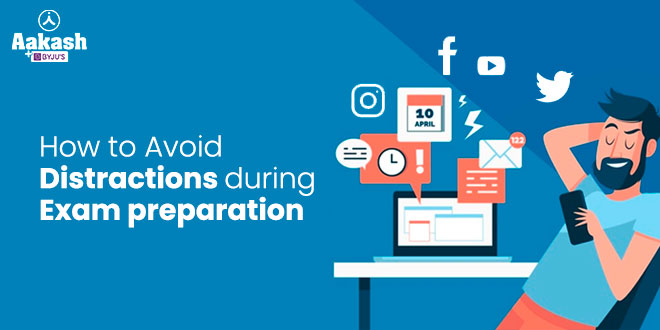 Aakash
+ BYJU'S
How to Avoid
Distractions during
Exam preparation
10
APRIL
122